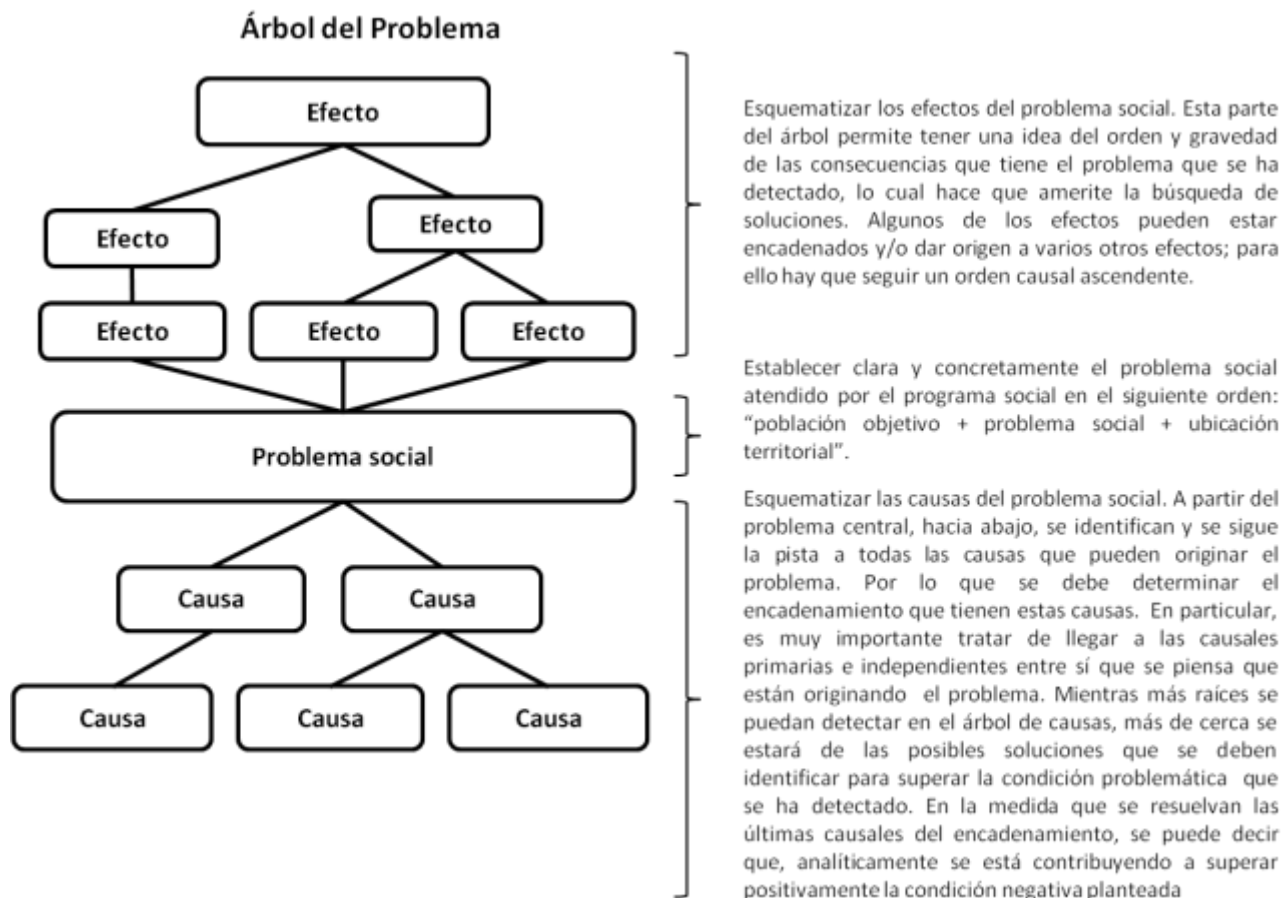 Árbol del Problema
Efecto
Efecto
Efecto
Efecto
Efecto
Efecto
Problema social
Causa
Causa
Causa
Causa
Causa
Esquematizar los efectos del problema social. Esta parte
del árbol permite tener una idea del orden y gravedad
de las consecuencias que tiene el problema que se ha
detectado, lo cual hace que amerite la búsqueda de
soluciones. Algunos de los efectos pueden estar
encadenados y/o dar origen a varios otros efectos; para
ello hay que seguir un orden causal ascendente.
Establecer clara y concretamente el problema social
atendido por el programa social en el siguiente orden:
“población objetivo + problema social + ubicación
territorial”.
Esquematizar las causas del problema social. A partir del
problema central, hacia abajo, se identifican y se sigue
la pista a todas las causas que pueden originar el
problema. Por lo que se debe determinar el
encadenamiento que tienen estas causas. En particular,
es muy importante tratar de llegar a las causales
primarias e independientes entre sí que se piensa que
están originando el problema. Mientras más raíces se
puedan detectar en el árbol de causas, más de cerca se
estará de las posibles soluciones que se deben
identificar para superar la condición problemática que
se ha detectado. En la medida que se resuelvan las
últimas causales del encadenamiento, se puede decir
que, analíticamente se está contribuyendo a superar
positivamente la condición negativa planteada